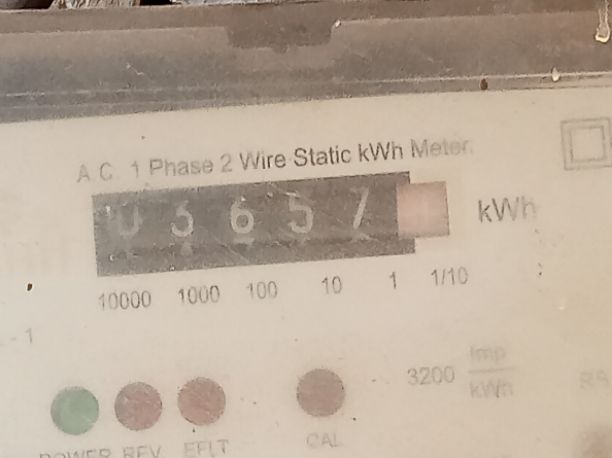 A.C. 1 Phase 2 Wire Static kWh Meter.
0 3 6 5 7 kWh
10000 1000 100 10 1 1/10
- 1
3200 Imp
kWh
POWER REV EFLT CAL